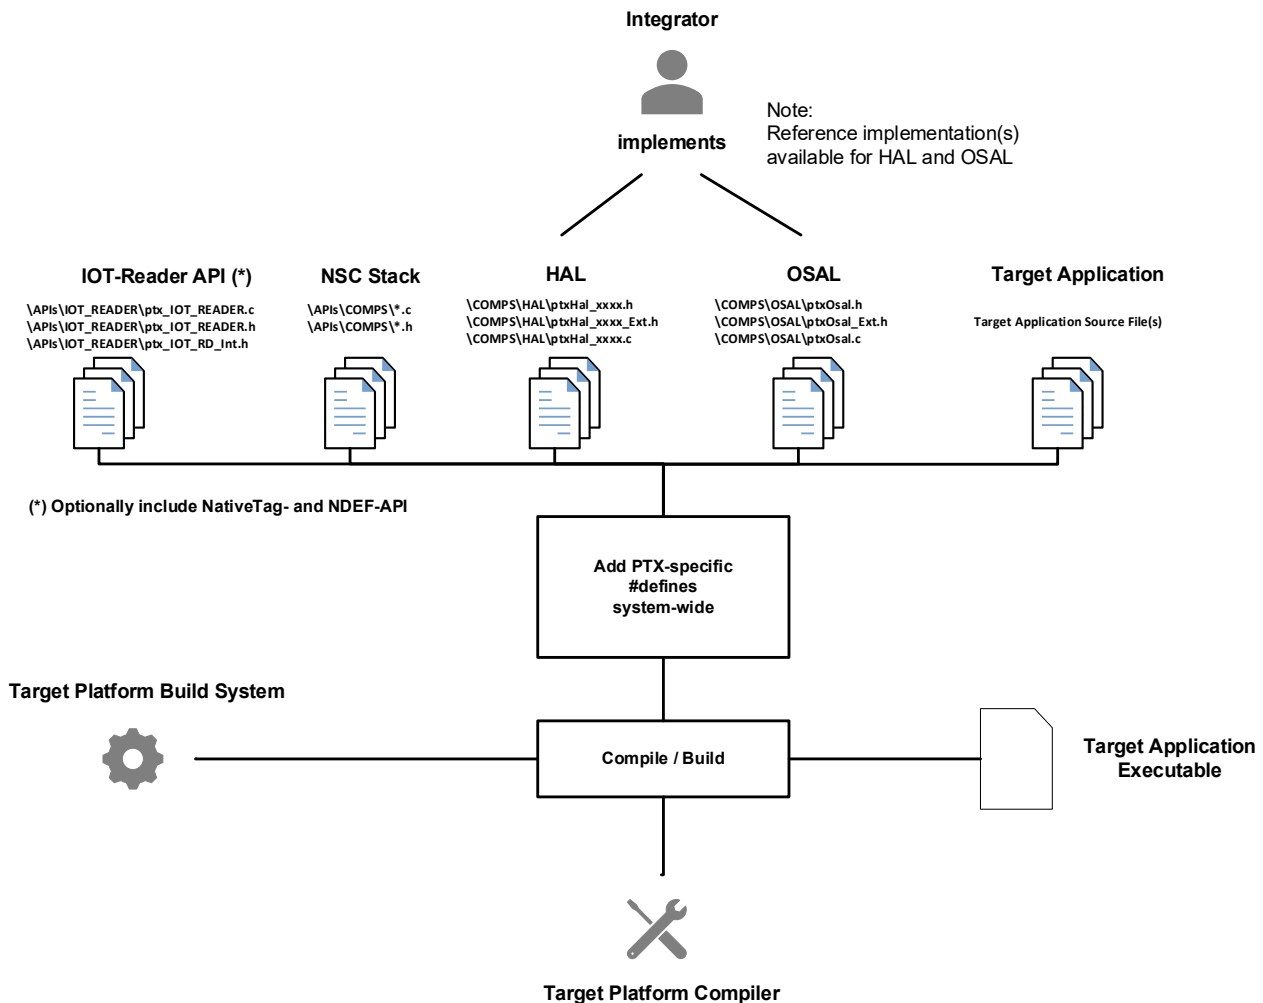 Integrator
implements
Note:
Reference implementation(s)
available for HAL and OSAL
IOT-Reader API (*)
\APIs\IOT_READER\ptx_IOT_READER.c
\APIs\IOT_READER\ptx_IOT_READER.h
\APIs\IOT_READER\ptx_IOT_RD_Int.h
NSC Stack
\APIs\COMPS\*.c
\APIs\COMPS\*.h
HAL
\COMPS\HAL\ptxHal_xxxx.h
\COMPS\HAL\ptxHal_xxxx_Ext.h
\COMPS\HAL\ptxHal_xxxx.c
OSAL
\COMPS\OSAL\ptxOsal.h
\COMPS\OSAL\ptxOsal_Ext.h
\COMPS\OSAL\ptxOsal.c
Target Application
Target Application Source File(s)
(*) Optionally include NativeTag- and NDEF-API
Add PTX-specific
#defines
system-wide
Target Platform Build System
Compile / Build
Target Application
Executable
Target Platform Compiler